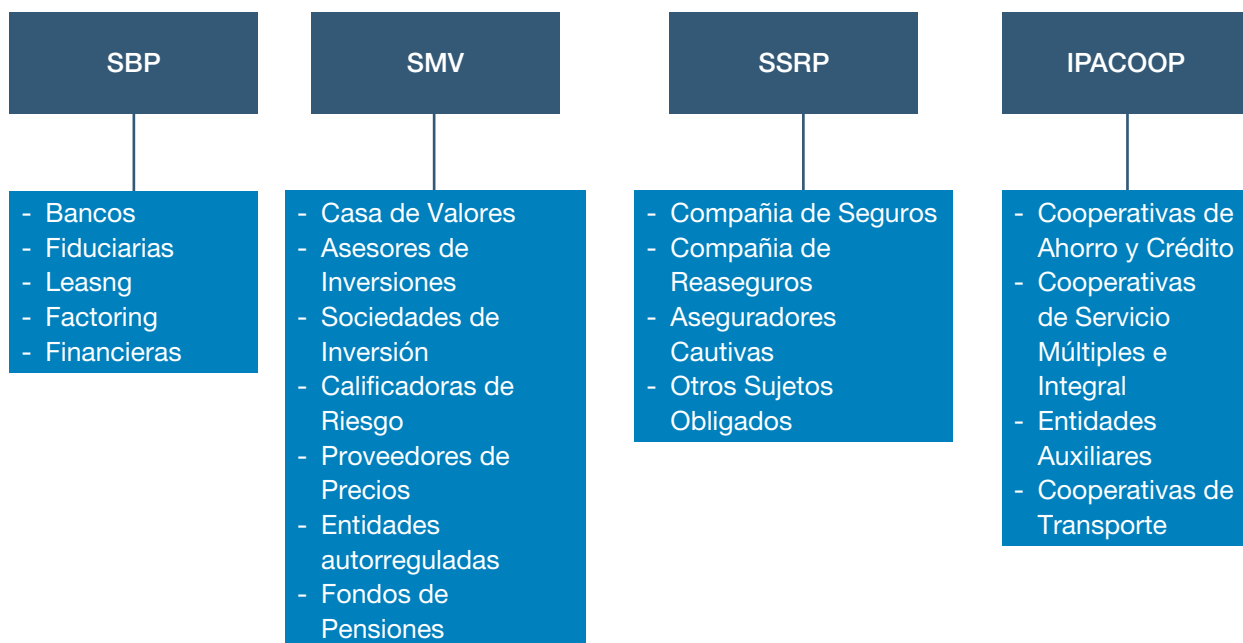 SBP
- Bancos
- Fiduciarias
- Leasng
- Factoring
- Financieras
SMV
- Casa de Valores
- Asesores de
Inversiones
- Sociedades de
Inversión
- Calificadoras de
Riesgo
- Proveedores de
Precios
- Entidades
autorreguladas
- Fondos de
Pensiones
SSRP
- Compañia de Seguros
- Compañia de
Reaseguros
- Aseguradores
Cautivas
- Otros Sujetos
Obligados
IPACOOP
- Cooperativas de
Ahorro y Crédito
- Cooperativas
de Servicio
Múltiples e
Integral
- Entidades
Auxiliares
- Cooperativas de
Transporte